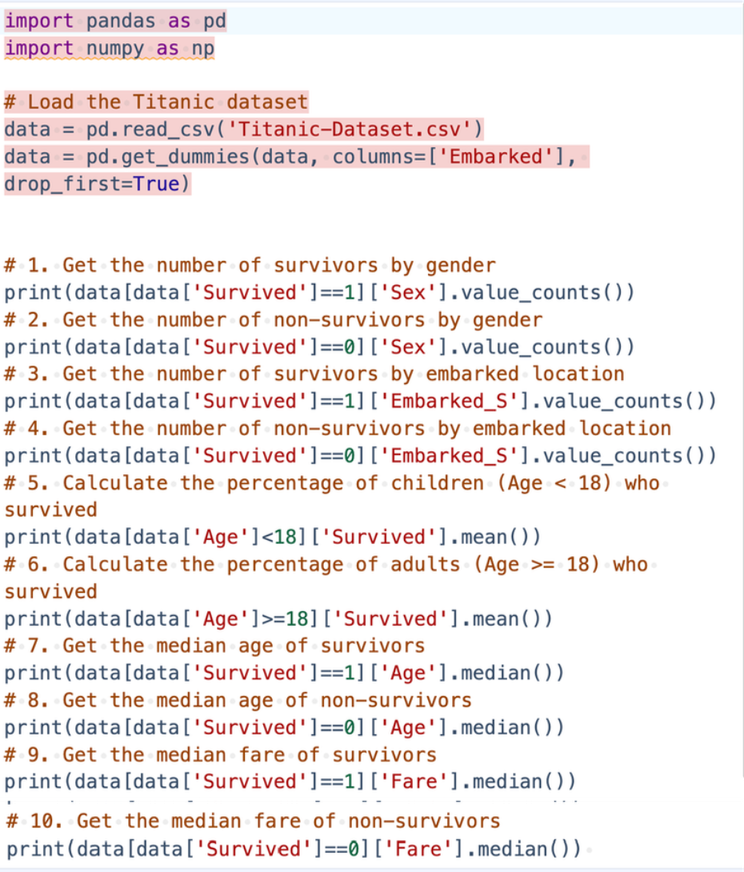 import pandas as pd
import numpy as np
# Load the Titanic dataset
data = pd.read_csv('Titanic-Dataset.csv')
data = pd.get_dummies(data, columns=['Embarked'],
drop_first=True)
# 1. Get the number of survivors by gender
print(data[data['Survived']==1]['Sex'].value_counts())
# 2. Get the number of non-survivors by gender
print(data[data['Survived']==0]['Sex'].value_counts())
# 3. Get the number of survivors by embarked location
print(data[data['Survived']==1]['Embarked_S'].value_counts())
# 4. Get the number of non-survivors by embarked location
print(data[data['Survived']==0]['Embarked_S'].value_counts())
# 5. Calculate the percentage of children (Age < 18) who
survived
print(data[data['Age']<18]['Survived'].mean())
# 6. Calculate the percentage of adults (Age >= 18) who
survived
print(data[data['Age']>=18]['Survived'].mean())
# 7. Get the median age of survivors
print(data[data['Survived']==1]['Age'].median())
# 8. Get the median age of non-survivors
print(data[data['Survived']==0]['Age'].median())
# 9. Get the median fare of survivors
print(data[data['Survived']==1]['Fare'].median())
# 10. Get the median fare of non-survivors
print(data[data['Survived']==0]['Fare'].median())